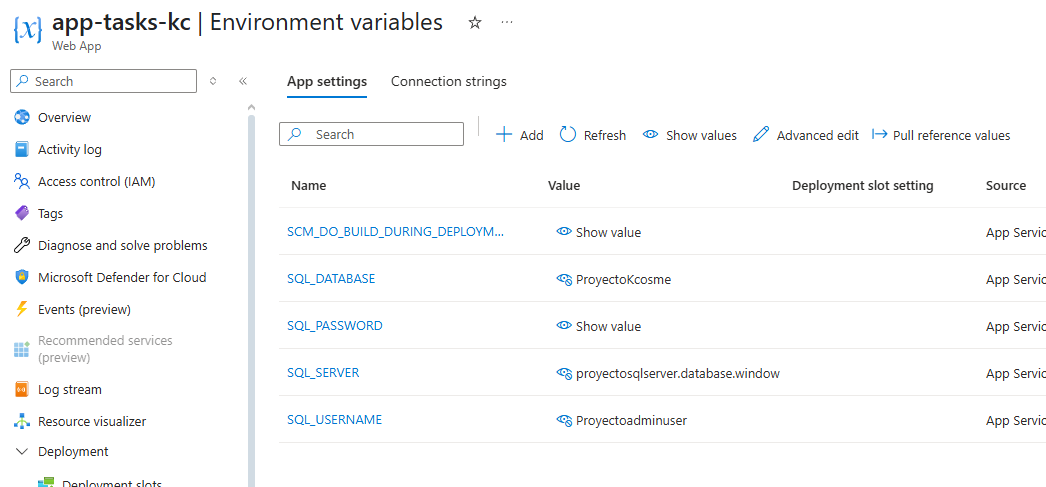 app-tasks-kc | Environment variables
Web App
Search
Overview
Activity log
Access control (IAM)
Tags
Diagnose and solve problems
Microsoft Defender for Cloud
Events (preview)
Recommended services
(preview)
Log stream
Resource visualizer
Deployment
Deployment slots
App settings Connection strings
Search Add Refresh Show values Advanced edit Pull reference values
Name Value Deployment slot setting Source
SCM_DO_BUILD_DURING_DEPLOYM... Show value App Servic
SQL_DATABASE ProyectoKcosme App Servic
SQL_PASSWORD Show value App Servic
SQL_SERVER proyectosqlserver.database.window App Servic
SQL_USERNAME Proyectoadminuser App Servic